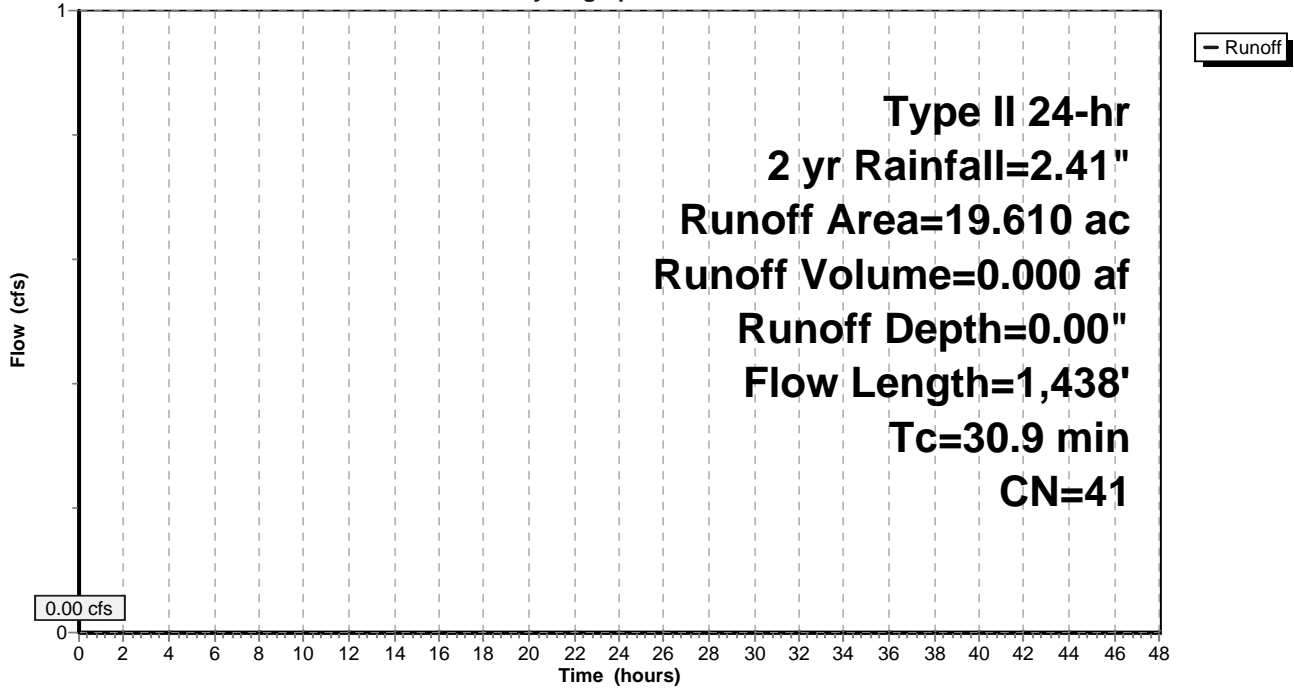 1
Runoff
Type II 24-hr
2 yr Rainfall=2.41"
Runoff Area=19.610 ac
Runoff Volume=0.000 af
Runoff Depth=0.00"
Flow Length=1,438'
Tc=30.9 min
CN=41
Flow (cfs)
0.00 cfs
0
0 2 4 6 8 10 12 14 16 18 20 22 24 26 28 30 32 34 36 38 40 42 44 46 48
Time (hours)